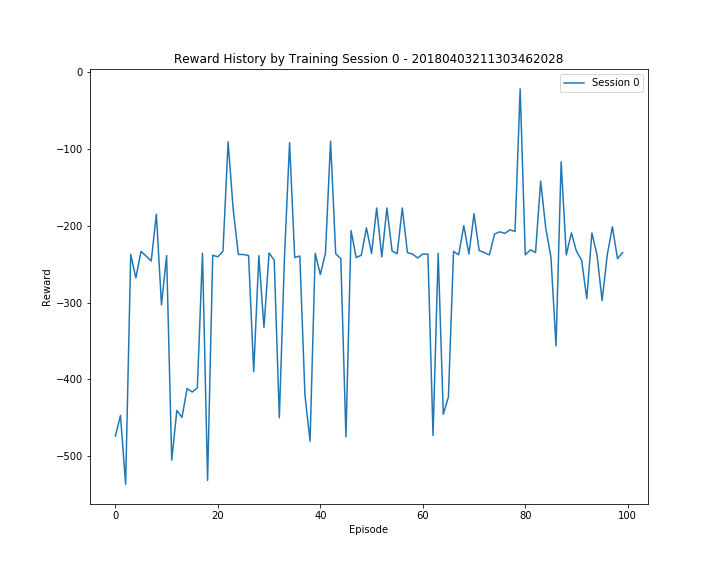 Reward History by Training Session 0 - 20180403211303462028
Session 0
0
−100
−200
−300
−400
−500
Reward
0 20 40 60 80 100
Episode